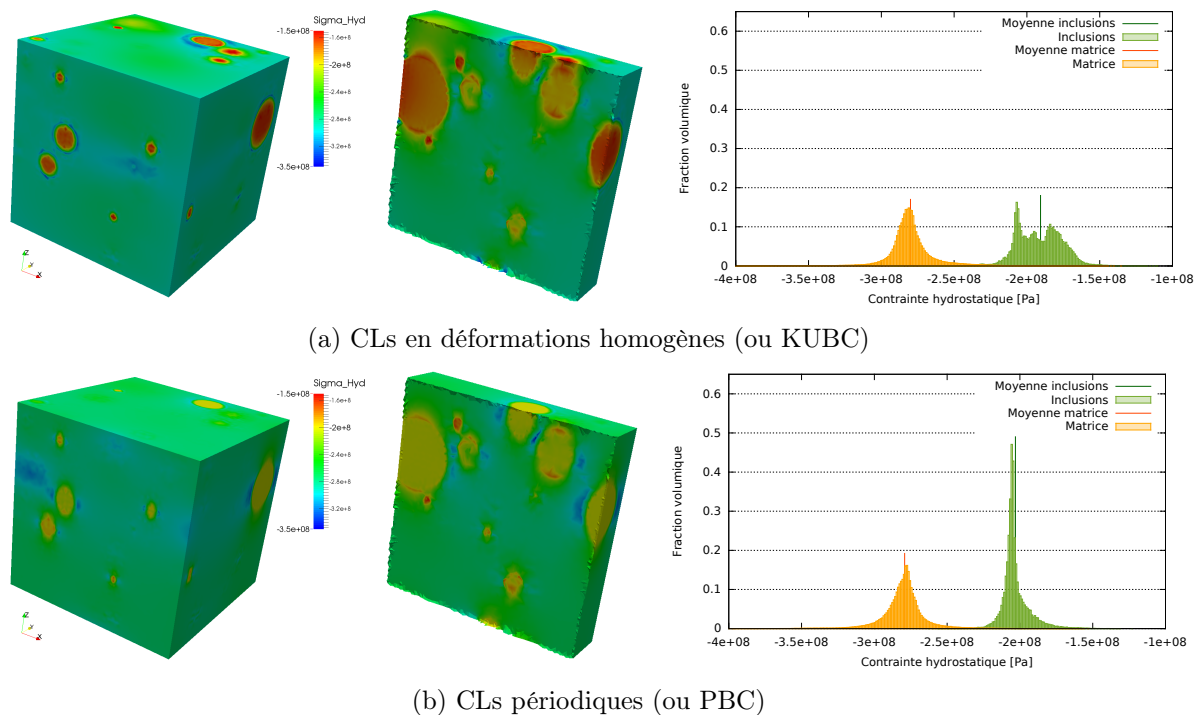 Sigma_Hyd
-1.5e+08
-1.6e+8
-2e+8
-2.4e+8
-2.8e+8
-3.2e+8
-3.5e+08
Z
Y
X
Sigma_Hyd
-1.5e+08
-1.6e+8
-2e+8
-2.4e+8
-2.8e+8
-3.2e+8
-3.5e+08
Fraction volumique
0.6
0.5
0.4
0.3
0.2
0.1
0
Moyenne inclusions
Inclusions
Moyenne matrice
Matrice
-4e+08 -3.5e+08 -3e+08 -2.5e+08 -2e+08 -1.5e+08 -1e+08
Contrainte hydrostatique [Pa]
(a) CLs en déformations homogènes (ou KUBC)
Z
Y
X
Fraction volumique
0.6
0.5
0.4
0.3
0.2
0.1
0
Moyenne inclusions
Inclusions
Moyenne matrice
Matrice
-4e+08 -3.5e+08 -3e+08 -2.5e+08 -2e+08 -1.5e+08 -1e+08
Contrainte hydrostatique [Pa]
(b) CLs périodiques (ou PBC)